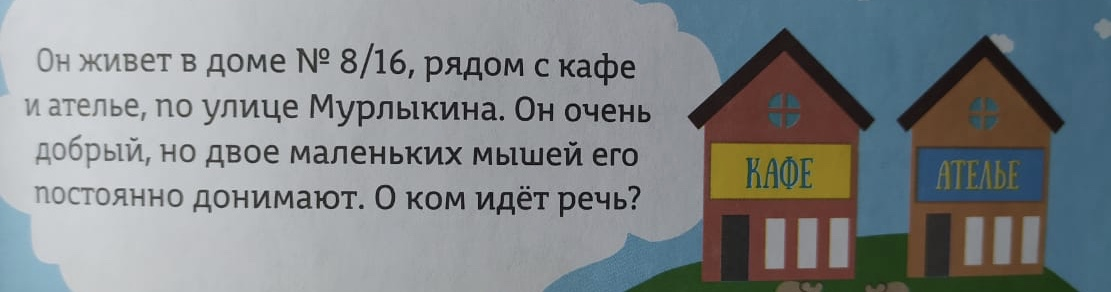 Он живет в доме № 8/16, рядом с кафе
и ателье, по улице Мурлыкина. Он очень
добрый, но двое маленьких мышей его
постоянно донимают. О ком идёт речь?
КАФЕ
АТЕЛЬЕ